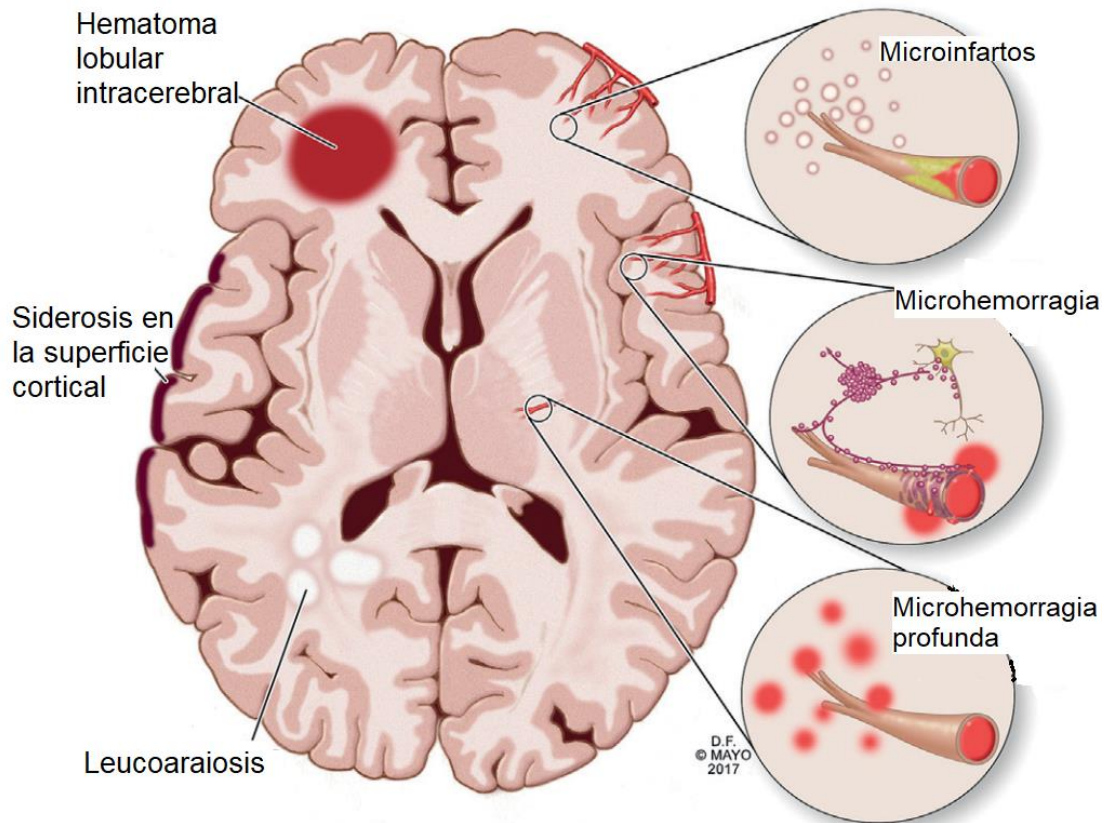 Hematoma
lobular
intracerebral
Microinfartos
Microhemorragia
Siderosis en
la superficie
cortical
Microhemorragia
profunda
Leucoaraiosis
D.F.
© MAYO
2017